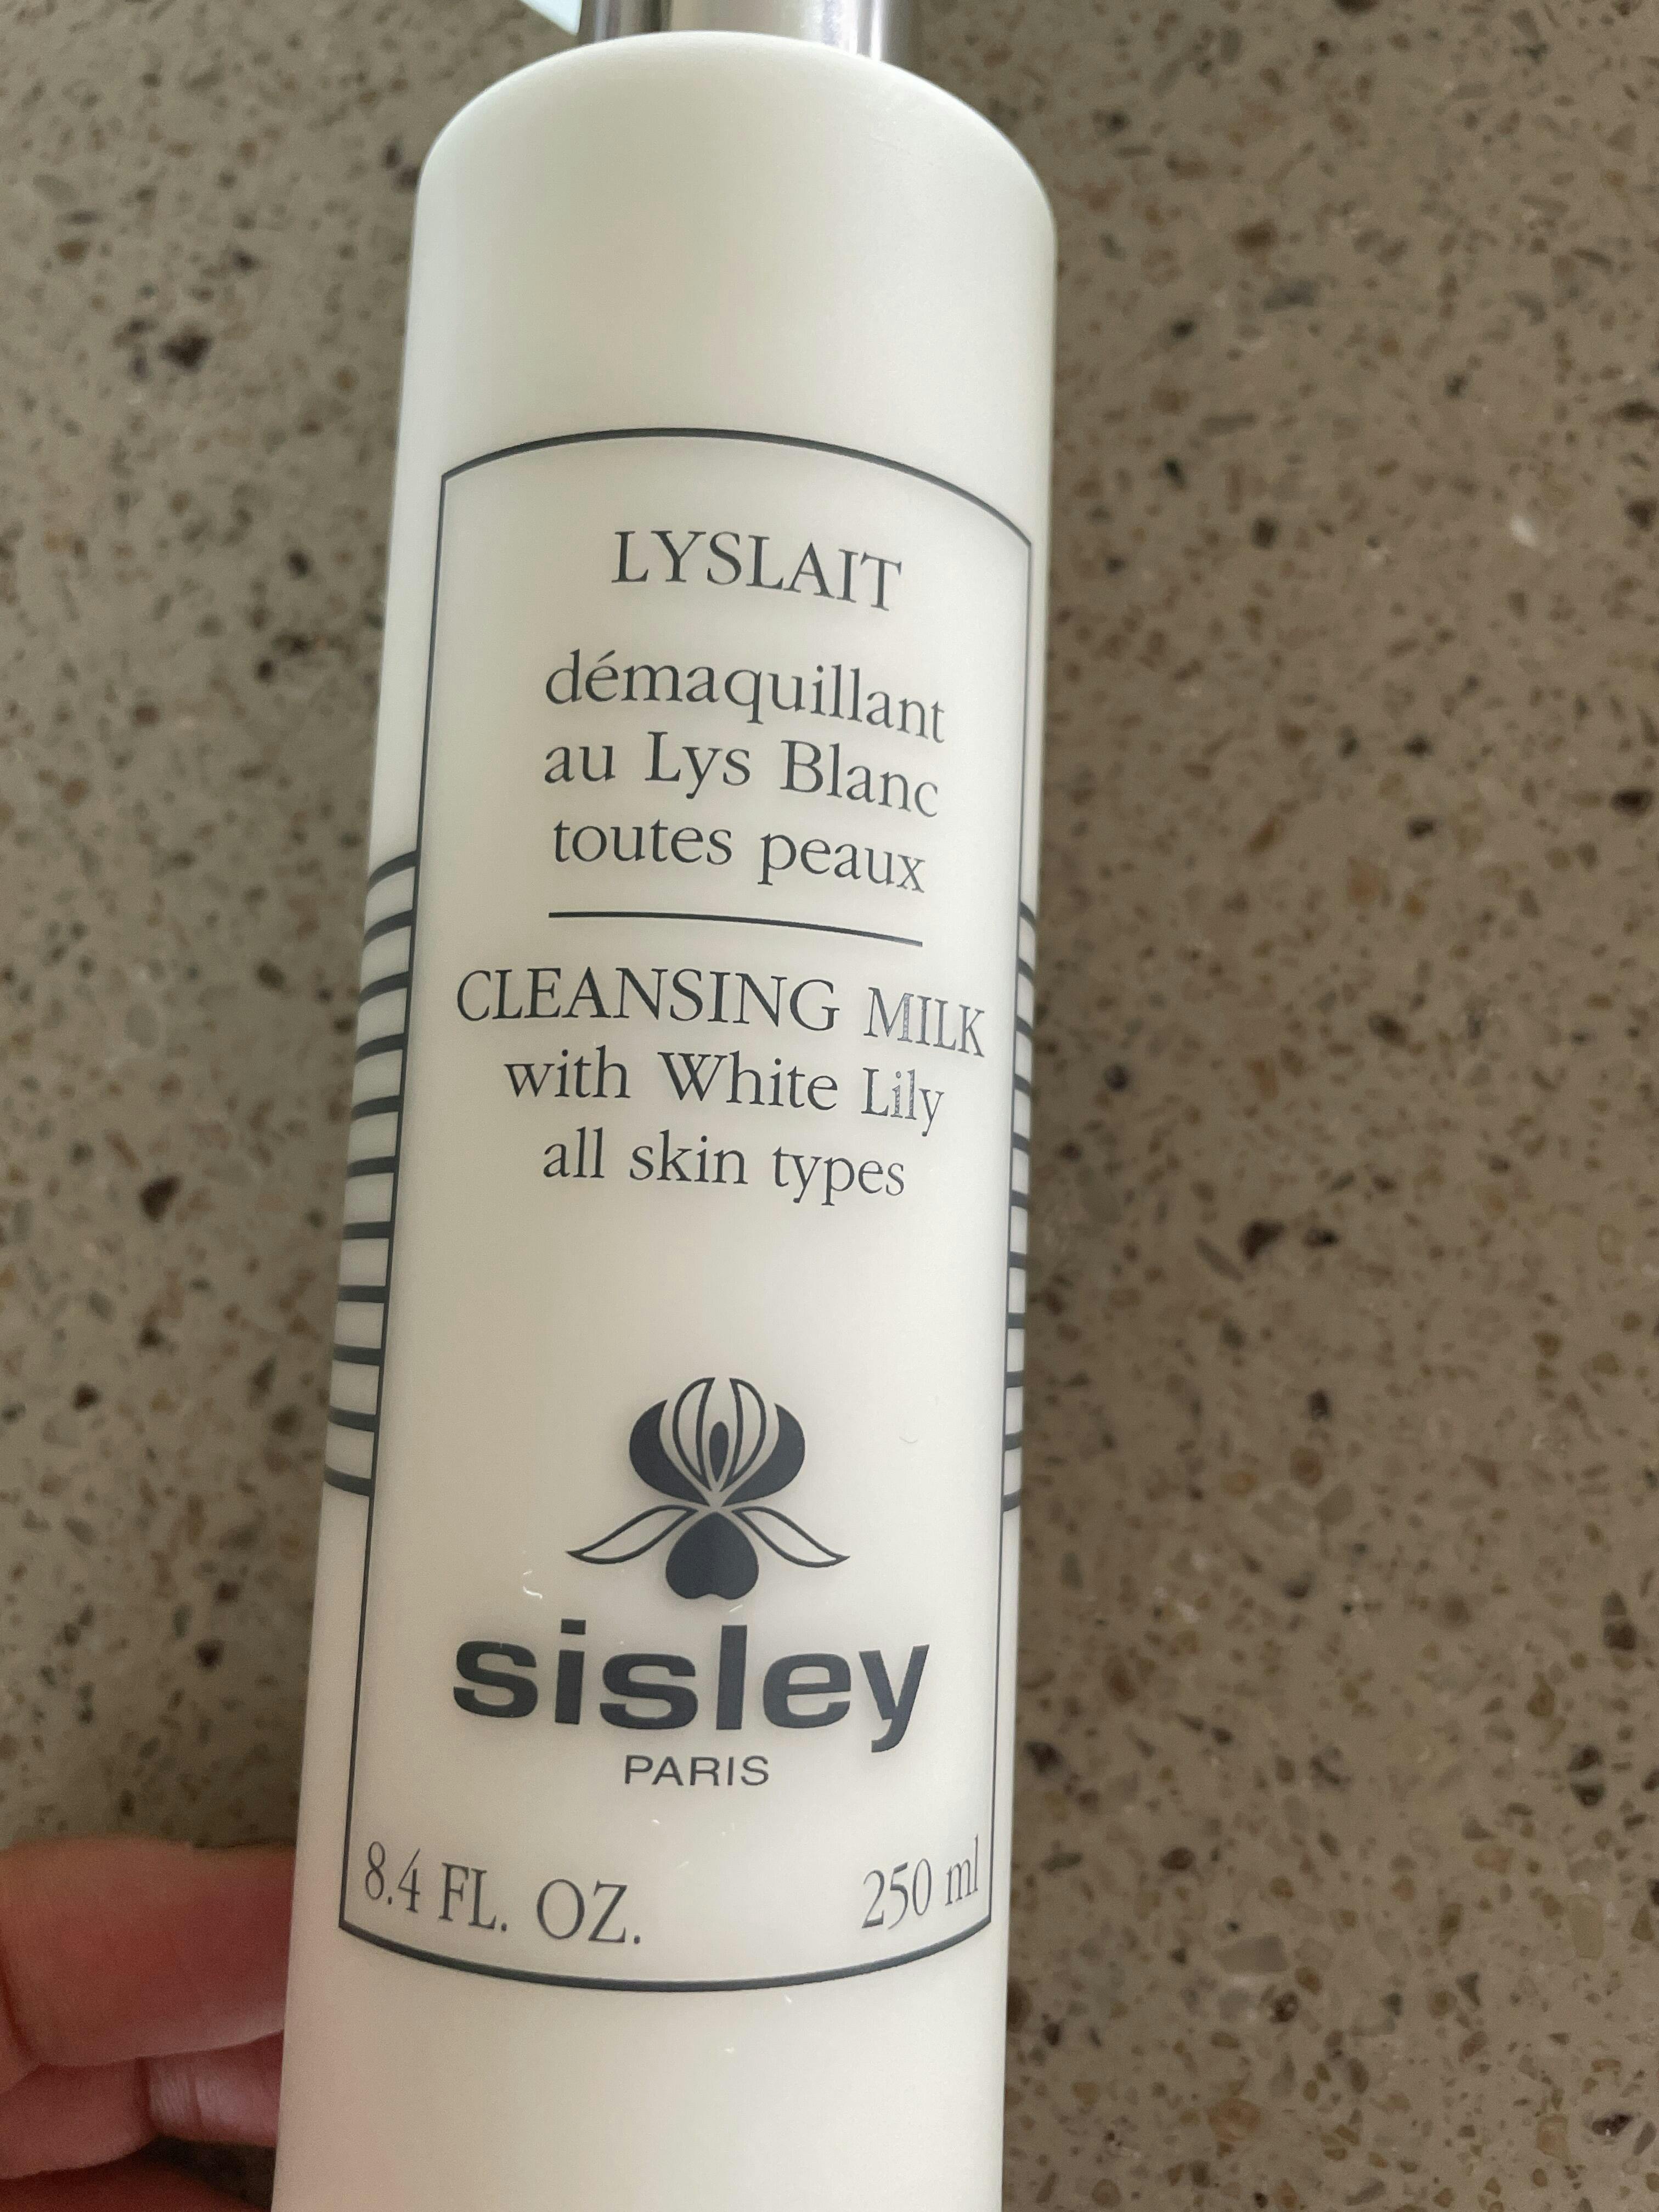 LYSLAIT
démaquillant
au Lys Blanc
toutes peaux
CLEANSING MILK
with White Lily
all skin types
sisley
PARIS
8.4 FL. OZ. 250 ml